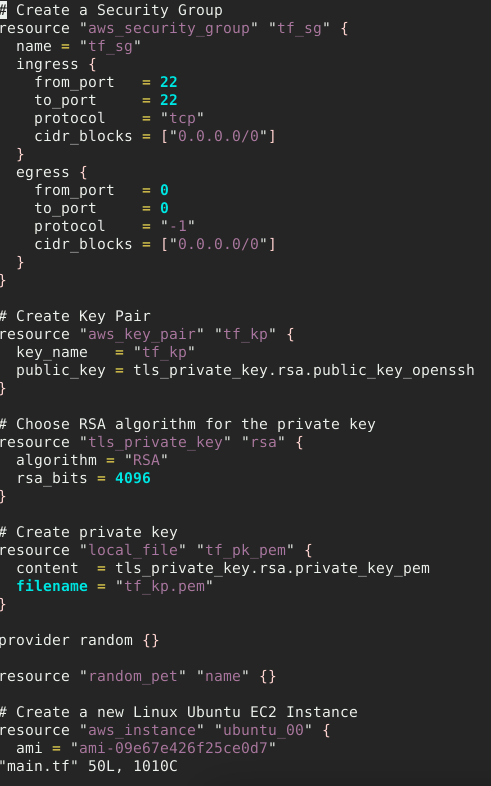 # Create a Security Group
resource "aws_security_group" "tf_sg" {
  name = "tf_sg"
  ingress {
    from_port   = 22
    to_port     = 22
    protocol    = "tcp"
    cidr_blocks = ["0.0.0.0/0"]
  }
  egress {
    from_port   = 0
    to_port     = 0
    protocol    = "-1"
    cidr_blocks = ["0.0.0.0/0"]
  }
}

# Create Key Pair
resource "aws_key_pair" "tf_kp" {
  key_name   = "tf_kp"
  public_key = tls_private_key.rsa.public_key_openssh
}

# Choose RSA algorithm for the private key
resource "tls_private_key" "rsa" {
  algorithm = "RSA"
  rsa_bits = 4096
}

# Create private key
resource "local_file" "tf_pk_pem" {
  content  = tls_private_key.rsa.private_key_pem
  filename = "tf_kp.pem"
}

provider random {}

resource "random_pet" "name" {}

# Create a new Linux Ubuntu EC2 Instance
resource "aws_instance" "ubuntu_00" {
  ami = "ami-09e67e426f25ce0d7"
"main.tf" 50L, 1010C